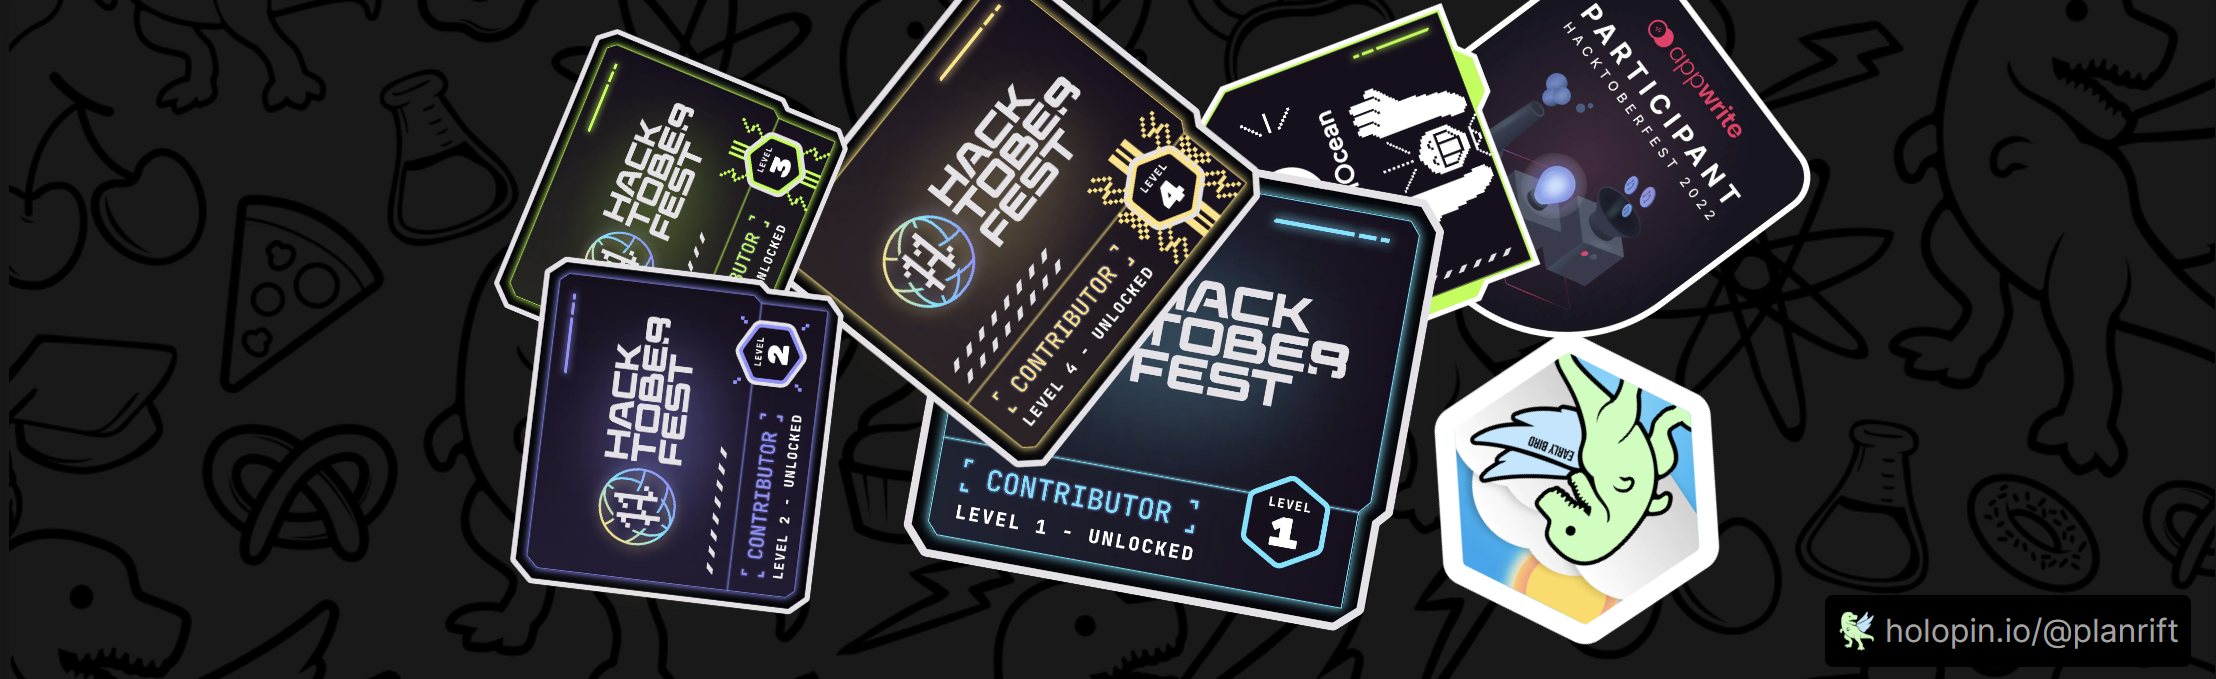 HACK
TOBER
FEST
LEVEL
3
UNLOCKED
HACK
TOBER
FEST
LEVEL
2
CONTRIBUTOR
LEVEL 2 - UNLOCKED
HACK
TOBER
FEST
LEVEL
4
CONTRIBUTOR
LEVEL 4 - UNLOCKED
HACK
TOBER
FEST
CONTRIBUTOR
LEVEL 1 - UNLOCKED
LEVEL
1
Ocean
appwrite
PARTICIPANT
HACKTOBERFEST 2022
EARLY BIRD
holopin.io/@planrift